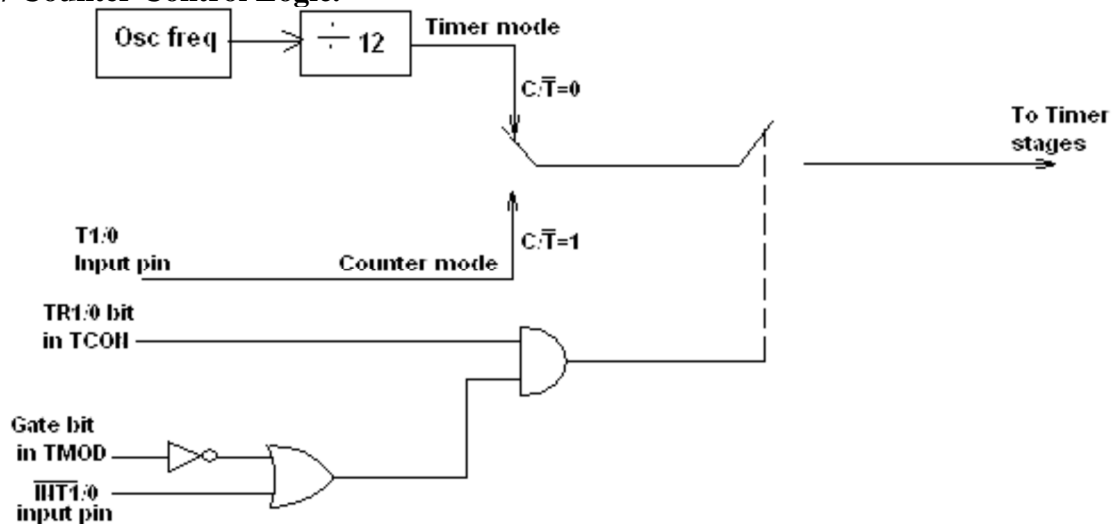 / Counter Control Logic.
Osc freq
÷ 12
Timer mode
C/T̅=0
To Timer
stages
T1/0
Input pin
Counter mode
C/T̅=1
TR1/0 bit
in TCON
Gate bit
in TMOD
I̅N̅T̅1/0
input pin